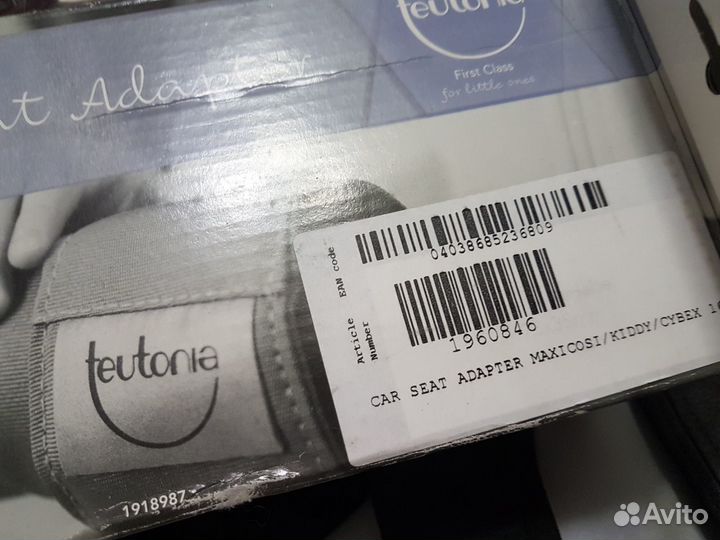 teutonia
First Class
for little ones
at Adapter
EAN code
04038685236809
Article
Number
1960846
CAR SEAT ADAPTER MAXICOSI/KIDDY/CYBEX
teutonia
1918987
Avito